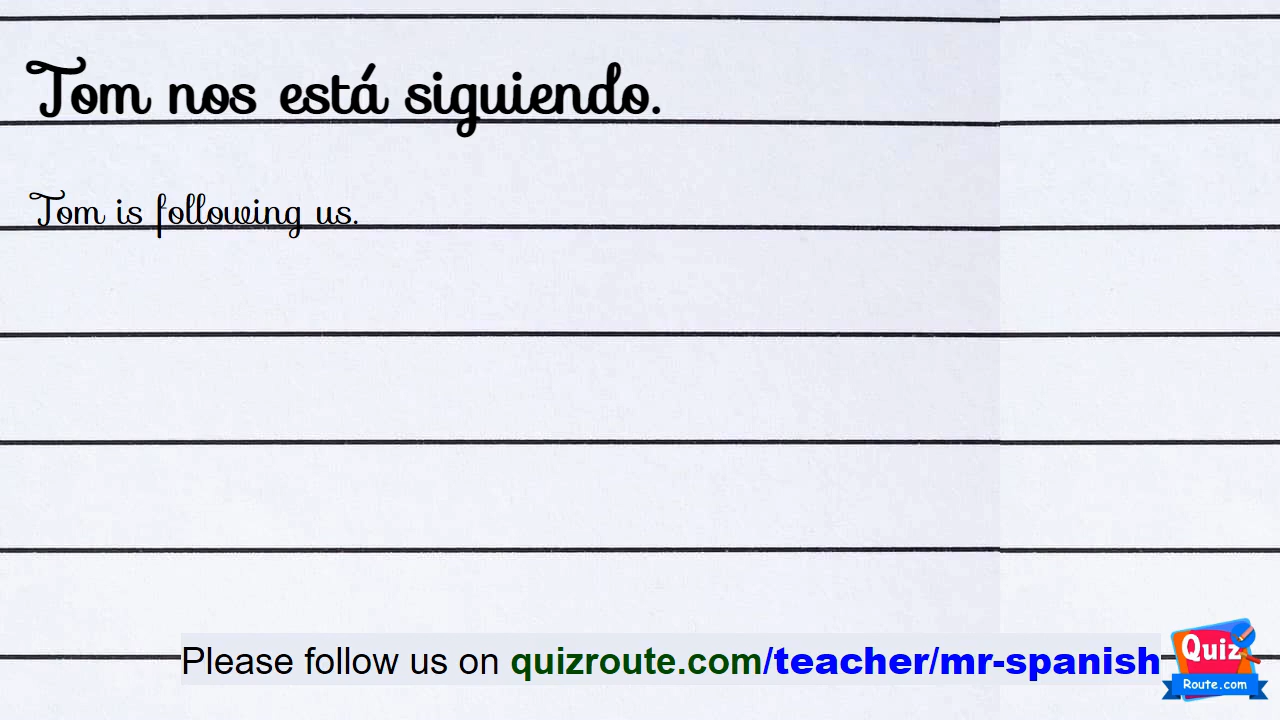 Tom nos está siguiendo.
Tom is following us.
Please follow us on quizroute.com/teacher/mr-spanish
Quiz
Route.com